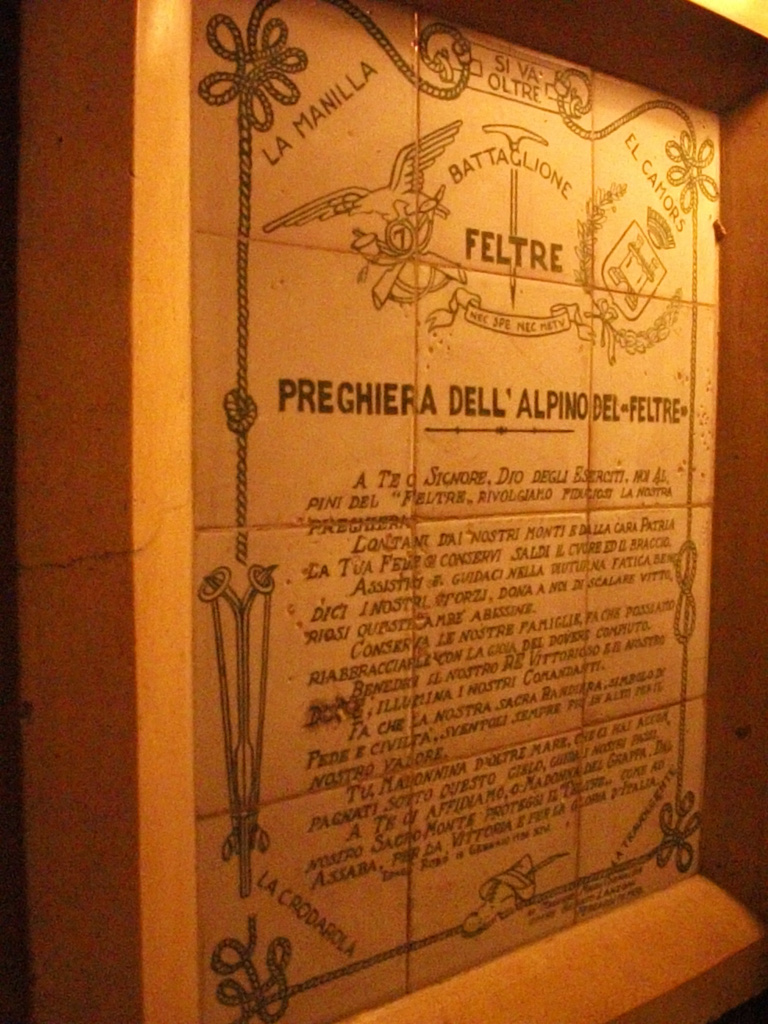 SI VA
OLTRE
LA MANILLA
EL CAMORS
BATTAGLIONE
7
FELTRE
NEC SPE NEC METV
PREGHIERA DELL'ALPINO DEL «FELTRE»
A TE O SIGNORE, DIO DEGLI ESERCITI, NOI AL
PINI DEL "FELTRE„ RIVOLGIAMO FIDUCIOSI LA NOSTRA
PREGHIERA
LONTANI DAI NOSTRI MONTI E DALLA CARA PATRIA
LA TUA FEDE CI CONSERVI SALDI IL CUORE ED IL BRACCIO.
ASSISTICI E GUIDACI NELLA DIUTURNA FATICA, BENE
DICI I NOSTRI SFORZI, DONA A NOI DI SCALARE VITTO,
RIOSI QUESTE AMBE ABESSINE.
CONSERVA LE NOSTRE FAMIGLIE, FA CHE POSSIAMO
RIABBRACCIARLE CON LA GIOIA DEL DOVERE COMPIUTO.
BENEDICI IL NOSTRO RE VITTORIOSO E IL NOSTRO
ILLUMINA I NOSTRI COMANDANTI.
FA CHE LA NOSTRA SACRA BANDIERA, SIMBOLO DI
FEDE E CIVILTÀ, SVENTOLI SEMPRE PIÙ IN ALTO PER IL
NOSTRO VALORE.
TU, MADONNINA D'OLTRE MARE, CHE CI HAI ACCOM
PAGNATI SOTTO QUESTO CIELO, GUIDA I NOSTRI PASSI.
A TE CI AFFIDIAMO, O MADONNA DEL GRAPPA. DAL
NOSTRO SACRO MONTE PROTEGGI IL "FELTRE„ COME AD
ASSABA, PER LA VITTORIA E PER LA GLORIA D'ITALIA.
GENNAIO 1936 XIV.
LA CRODAROLA